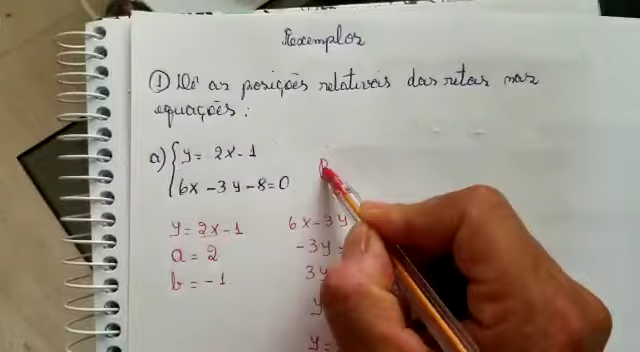 Exemplos
① Dê as posições relativas das retas nas
equações:
a) { y = 2x - 1
6x - 3y - 8 = 0
y = 2x - 1
a = 2
b = -1
6x - 3y
-3y =
3y
y
y =